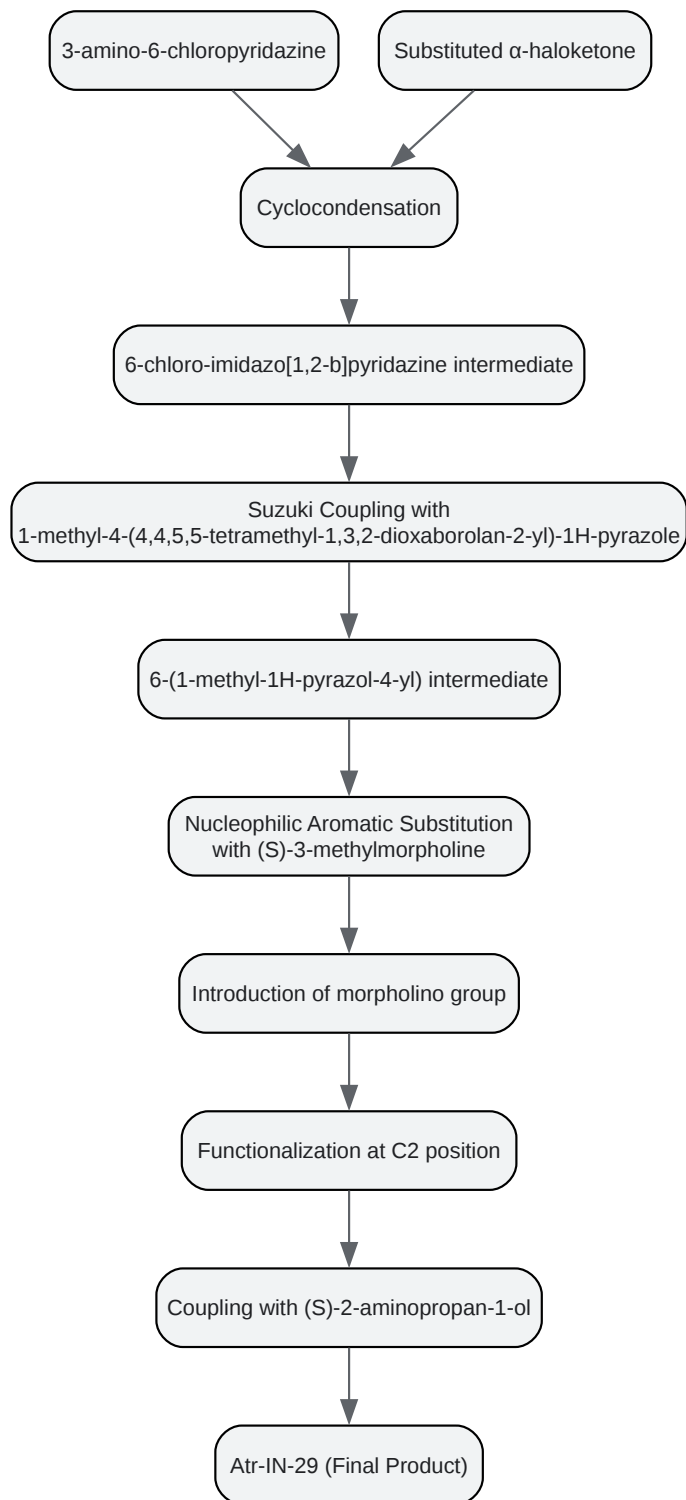 3-amino-6-chloropyridazine
Substituted α-haloketone
Cyclocondensation
6-chloro-imidazo[1,2-b]pyridazine intermediate
Suzuki Coupling with
1-methyl-4-(4,4,5,5-tetramethyl-1,3,2-dioxaborolan-2-yl)-1H-pyrazole
6-(1-methyl-1H-pyrazol-4-yl) intermediate
Nucleophilic Aromatic Substitution
with (S)-3-methylmorpholine
Introduction of morpholino group
Functionalization at C2 position
Coupling with (S)-2-aminopropan-1-ol
Atr-IN-29 (Final Product)